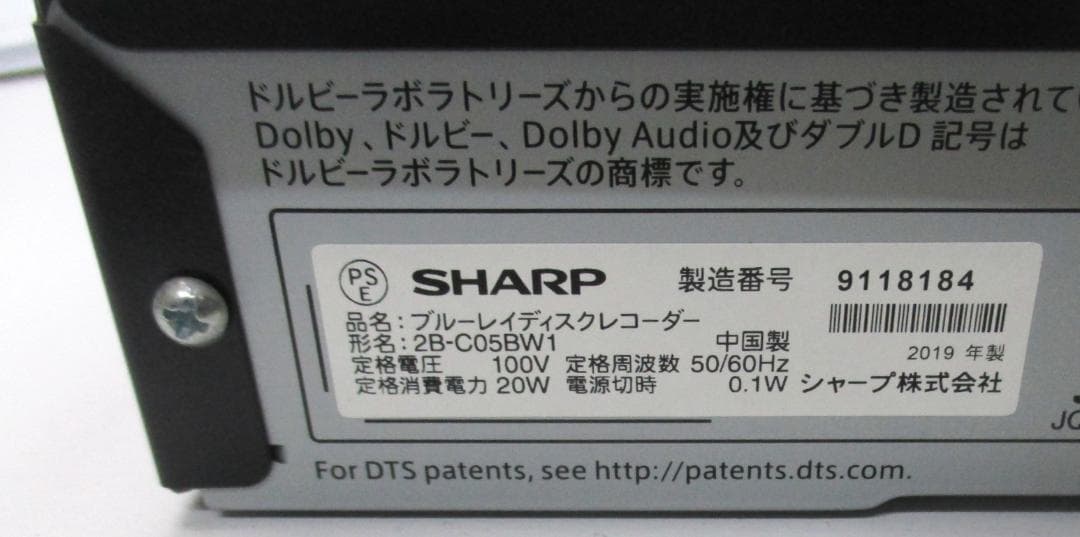 ドルビーラボラトリーズからの実施権に基づき製造されてい
Dolby、ドルビー、Dolby Audio及びダブルD 記号は
ドルビーラボラトリーズの商標です。
PSE SHARP 製造番号 9118184
品名:ブルーレイディスクレコーダー
形名:2B-C05BW1 中国製
2019 年製
定格電圧 100V 定格周波数 50/60Hz
定格消費電力 20W 電源切時 0.1W シャープ株式会社
For DTS patents, see http://patents.dts.com.